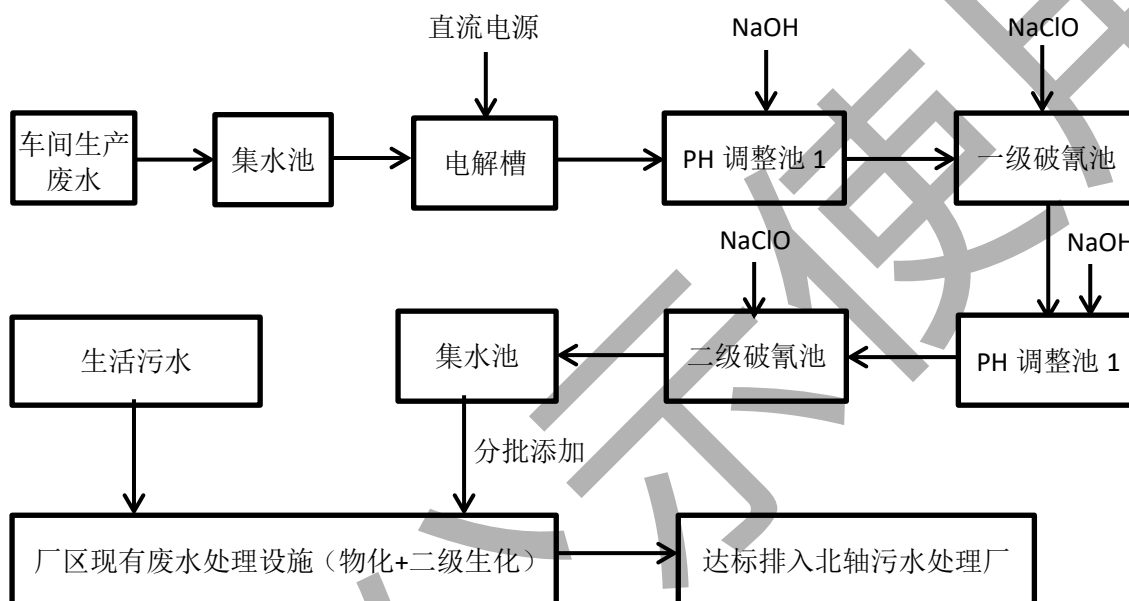 直流电源
NaOH
NaClO
车间生产
废水
集水池
电解槽
PH 调整池 1
一级破氰池
NaClO
NaOH
生活污水
集水池
二级破氰池
PH 调整池 1
分批添加
厂区现有废水处理设施（物化+二级生化）
达标排入北轴污水处理厂
示使用